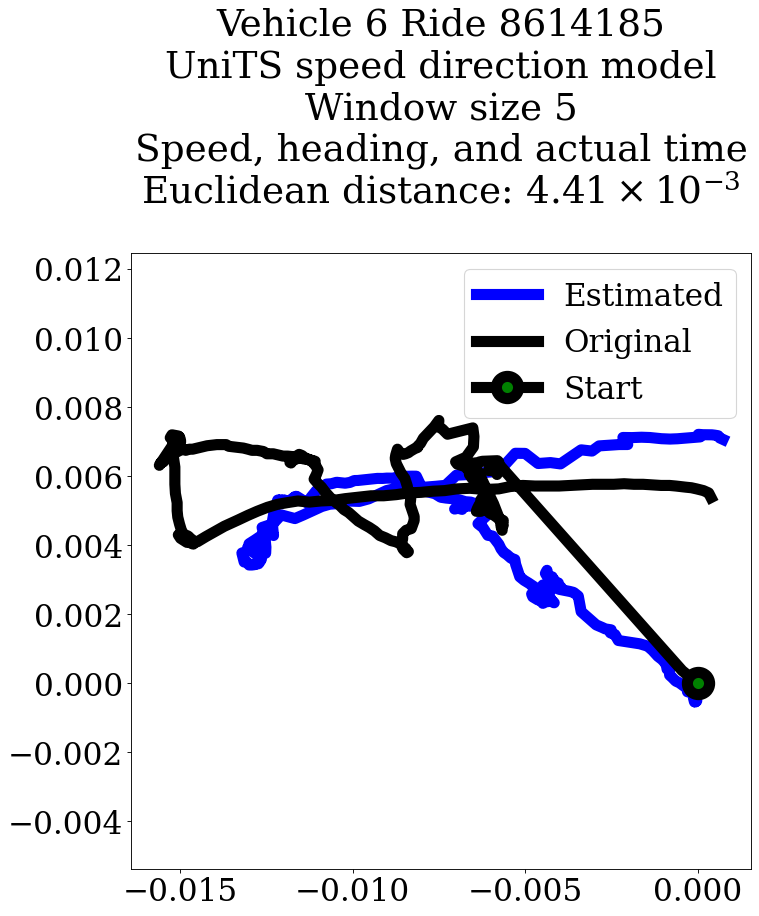 Vehicle 6 Ride 8614185
UniTS speed direction model
Window size 5
Speed, heading, and actual time
Euclidean distance: 4.41 × 10⁻³
Estimated
Original
Start
0.012
0.010
0.008
0.006
0.004
0.002
0.000
−0.002
−0.004
−0.015 −0.010 −0.005 0.000